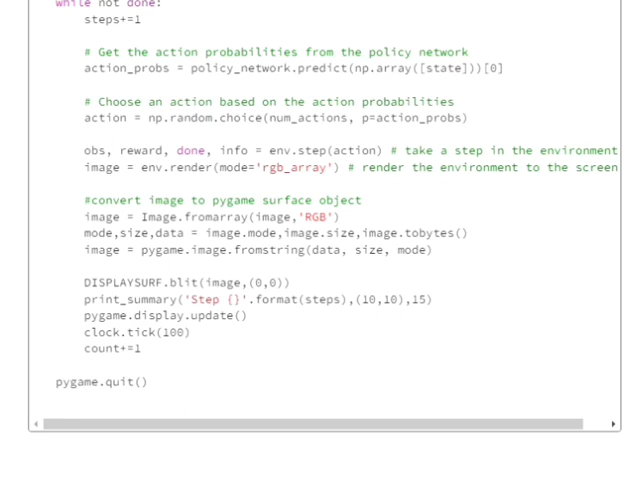 while not done:
steps+=1
# Get the action probabilities from the policy network
action_probs = policy_network.predict(np.array([state]))[0]
# Choose an action based on the action probabilities
action = np.random.choice(num_actions, p=action_probs)
obs, reward, done, info = env.step(action) # take a step in the environment
image = env.render(mode='rgb_array') # render the environment to the screen
#convert image to pygame surface object
image = Image.fromarray(image,'RGB')
mode,size,data = image.mode,image.size,image.tobytes()
image = pygame.image.fromstring(data, size, mode)
DISPLAYSURF.blit(image,(0,0))
print_summary('Step {}'.format(steps),(10,10),15)
pygame.display.update()
clock.tick(100)
count+=1
pygame.quit()